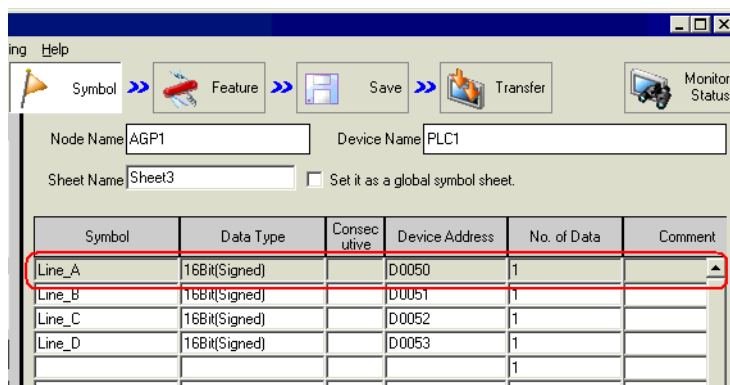 ing Help
Symbol Feature Save Transfer Monitor Status
Node Name AGP1 Device Name PLC1
Sheet Name Sheet3 Set it as a global symbol sheet.
Symbol Data Type Consecutive Device Address No. of Data Comment
Line_A 16Bit(Signed) D0050 1
Line_B 16Bit(Signed) D0051 1
Line_C 16Bit(Signed) D0052 1
Line_D 16Bit(Signed) D0053 1
1